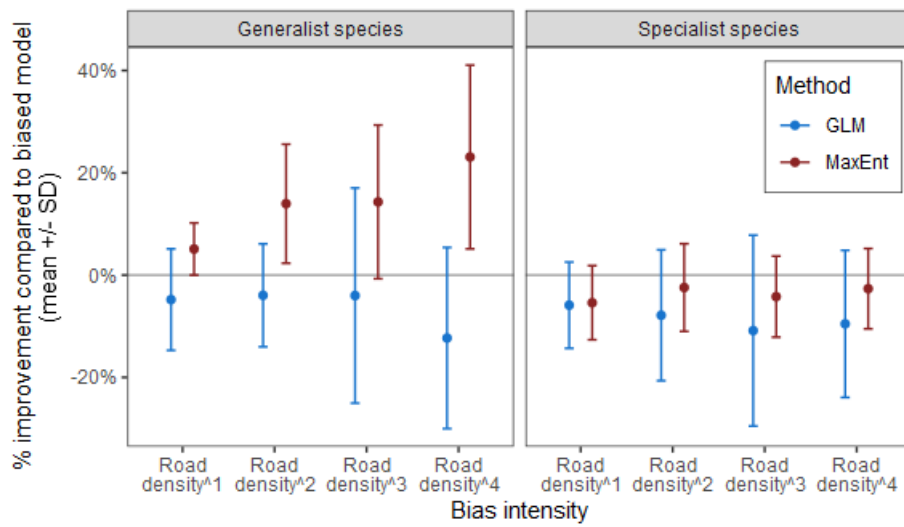 Generalist species
Specialist species
% improvement compared to biased model
(mean +/- SD)
40%
20%
0%
-20%
Method
GLM
MaxEnt
Road
density^1
Road
density^2
Road
density^3
Road
density^4
Road
density^1
Road
density^2
Road
density^3
Road
density^4
Bias intensity